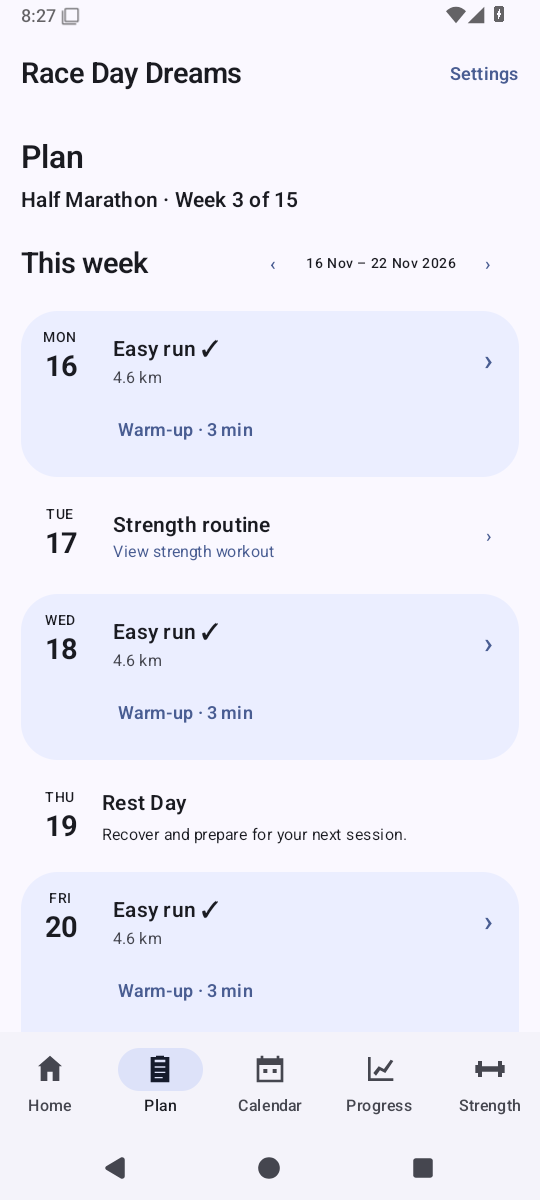 8:27
Race Day Dreams
Settings
Plan
Half Marathon · Week 3 of 15
This week
‹ 16 Nov – 22 Nov 2026 ›
MON
16
Easy run ✓
4.6 km
›
Warm-up · 3 min
TUE
17
Strength routine
View strength workout
›
WED
18
Easy run ✓
4.6 km
›
Warm-up · 3 min
THU
19
Rest Day
Recover and prepare for your next session.
FRI
20
Easy run ✓
4.6 km
›
Warm-up · 3 min
Home Plan Calendar Progress Strength